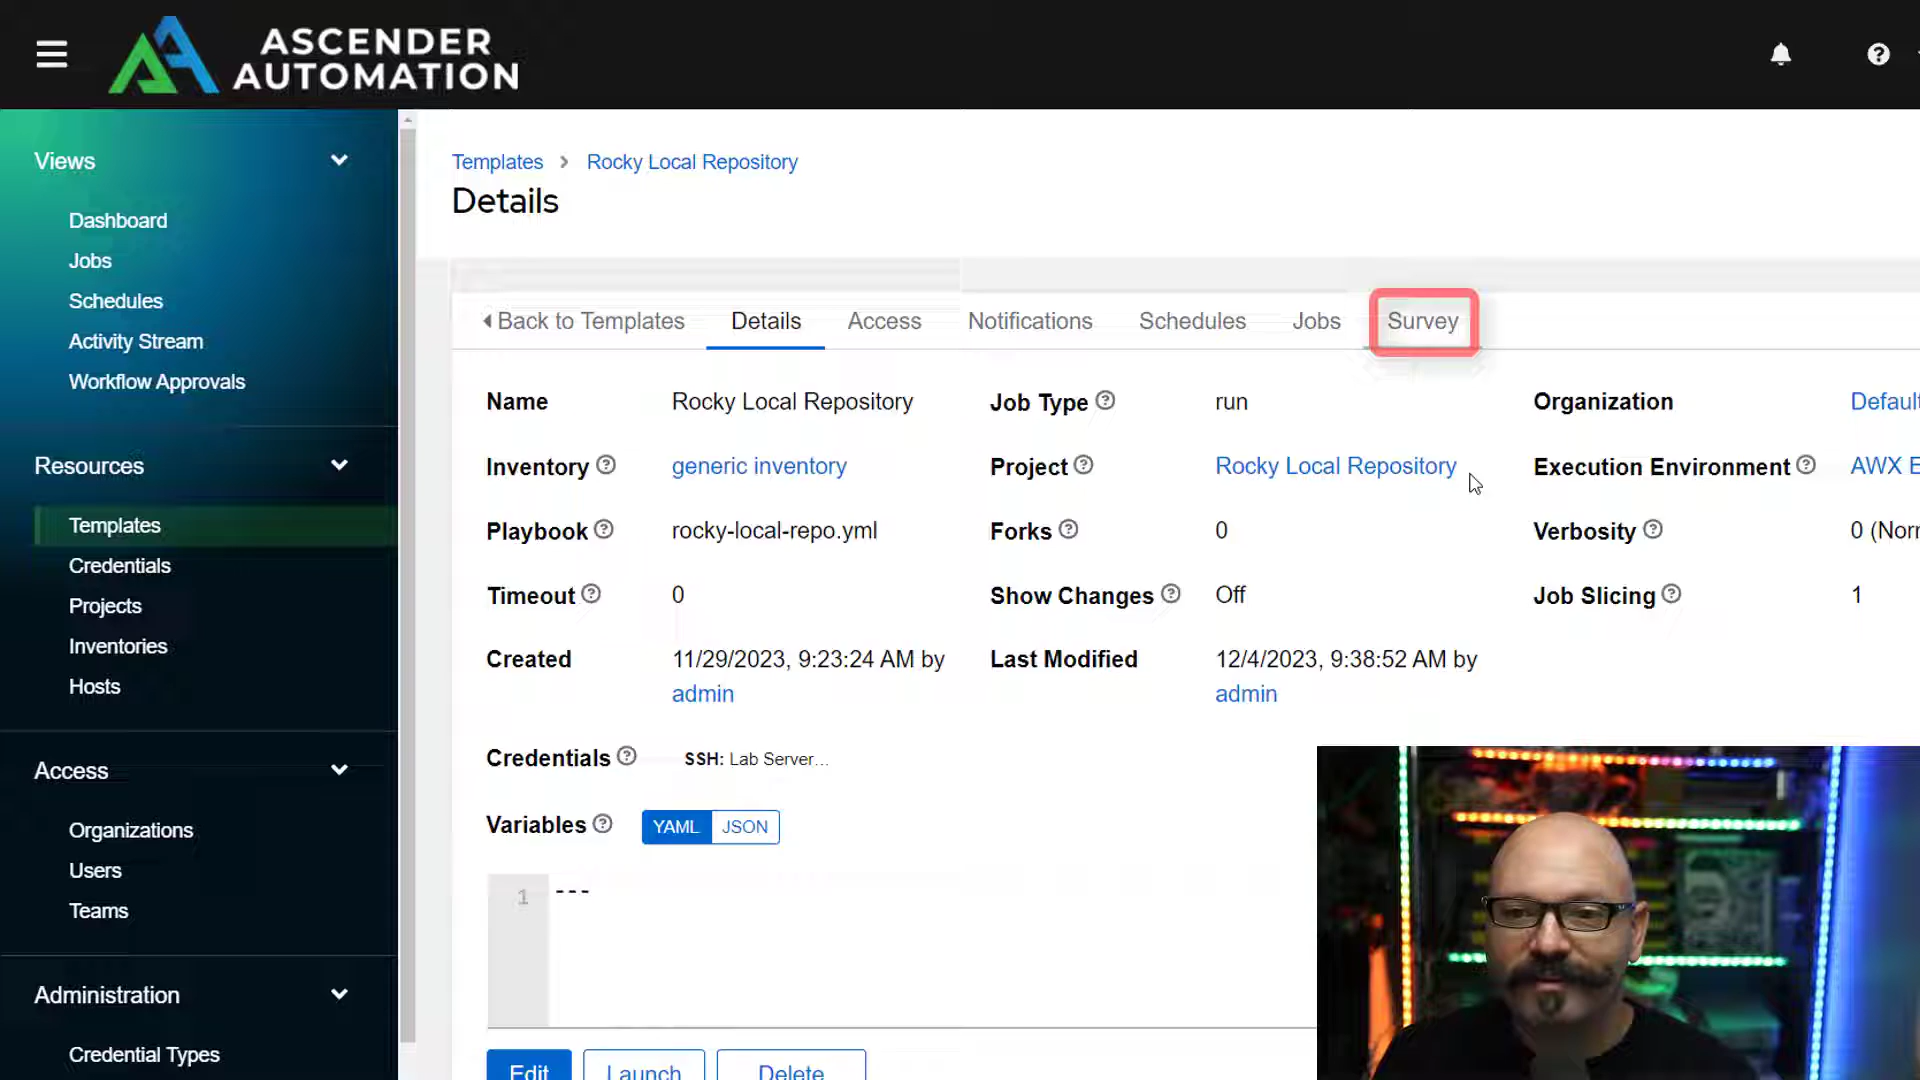 ASCENDER
AUTOMATION
Views
Dashboard
Jobs
Schedules
Activity Stream
Workflow Approvals
Resources
Templates
Credentials
Projects
Inventories
Hosts
Access
Organizations
Users
Teams
Administration
Credential Types
Templates > Rocky Local Repository
Details
Back to Templates Details Access Notifications Schedules Jobs Survey
Name Rocky Local Repository Job Type run Organization Default
Inventory generic inventory Project Rocky Local Repository Execution Environment AWX E
Playbook rocky-local-repo.yml Forks 0 Verbosity 0 (Norr
Timeout 0 Show Changes Off Job Slicing 1
Created 11/29/2023, 9:23:24 AM by admin Last Modified 12/4/2023, 9:38:52 AM by admin
Credentials SSH: Lab Server...
Variables YAML JSON
1 ---
Edit Launch Delete